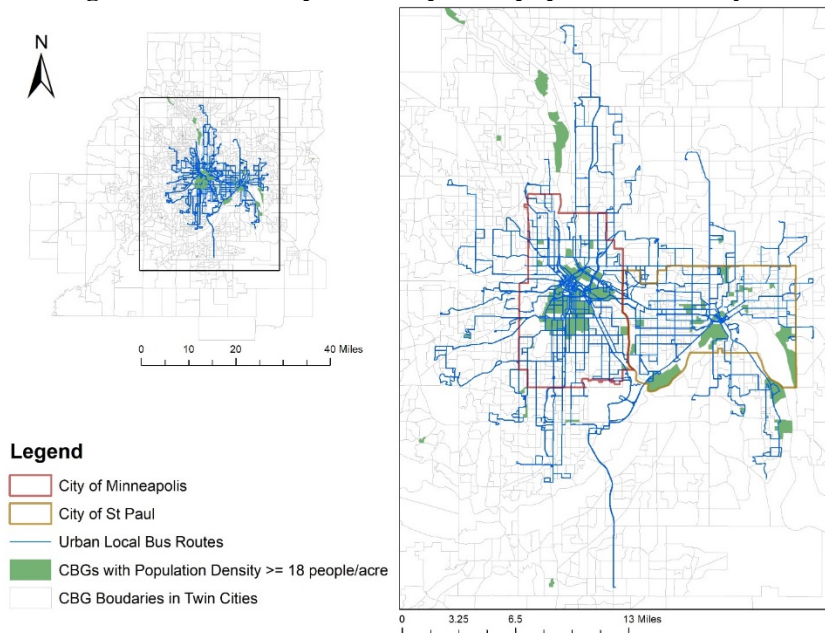 N
0 10 20 40 Miles
Legend
City of Minneapolis
City of St Paul
Urban Local Bus Routes
CBGs with Population Density >= 18 people/acre
CBG Boudaries in Twin Cities
0 3.25 6.5 13 Miles